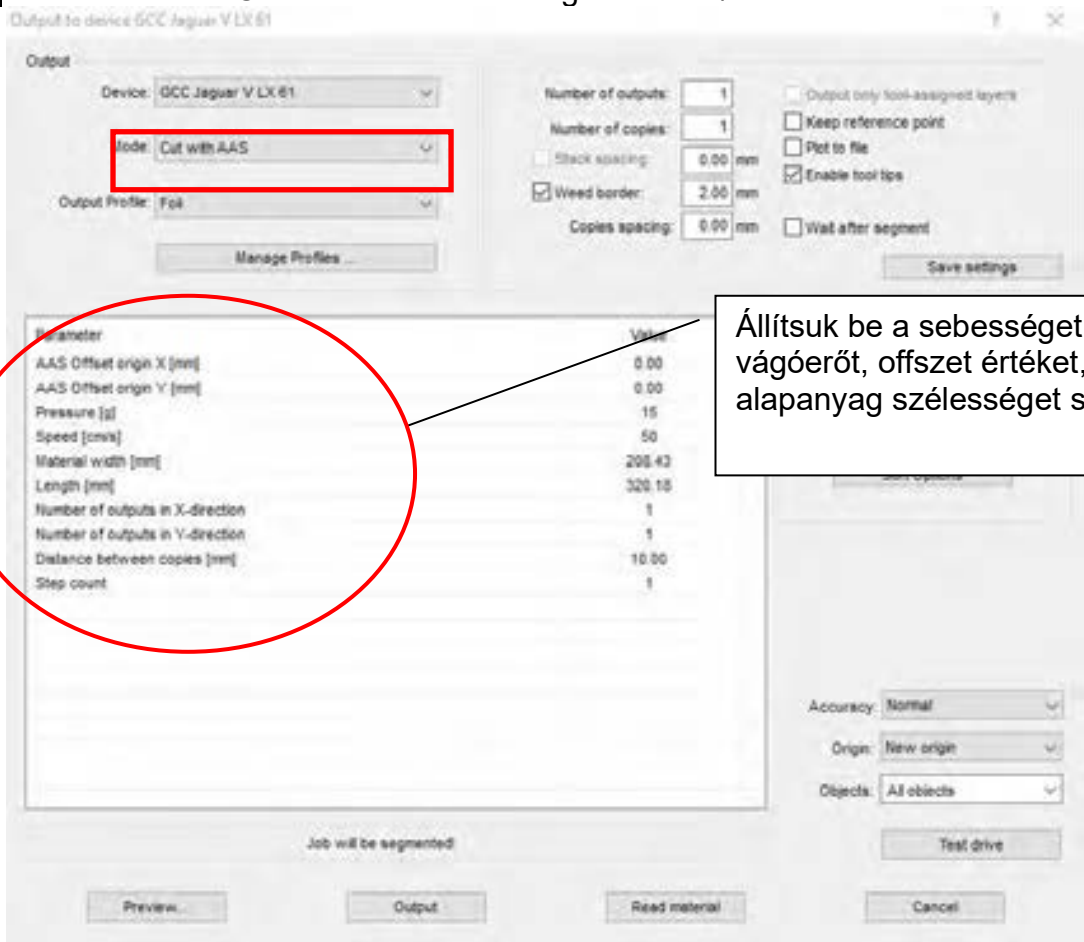 Output to device GCC Jaguar V LX 61
Output
Device: GCC Jaguar V LX 61
Mode: Cut with AAS
Output Profile: Foil
Manage Profiles ...
Number of outputs: 1
Number of copies: 1
Stack spacing: 0.00 mm
Weed border: 2.00 mm
Copies spacing: 0.00 mm
Output only tool-assigned layers
Keep reference point
Plot to file
Enable tool tips
Wait after segment
Save settings
Parameter Value
AAS Offset origin X [mm] 0.00
AAS Offset origin Y [mm] 0.00
Pressure [g] 15
Speed [cm/s] 50
Material width [mm] 208.43
Length [mm] 320.18
Number of outputs in X-direction 1
Number of outputs in Y-direction 1
Distance between copies [mm] 10.00
Step count 1
Állítsuk be a sebességet
vágóerőt, offszet értéket,
alapanyag szélességet s
Accuracy: Normal
Origin: New origin
Objects: All objects
Job will be segmented!
Test drive
Preview...
Output
Read material
Cancel